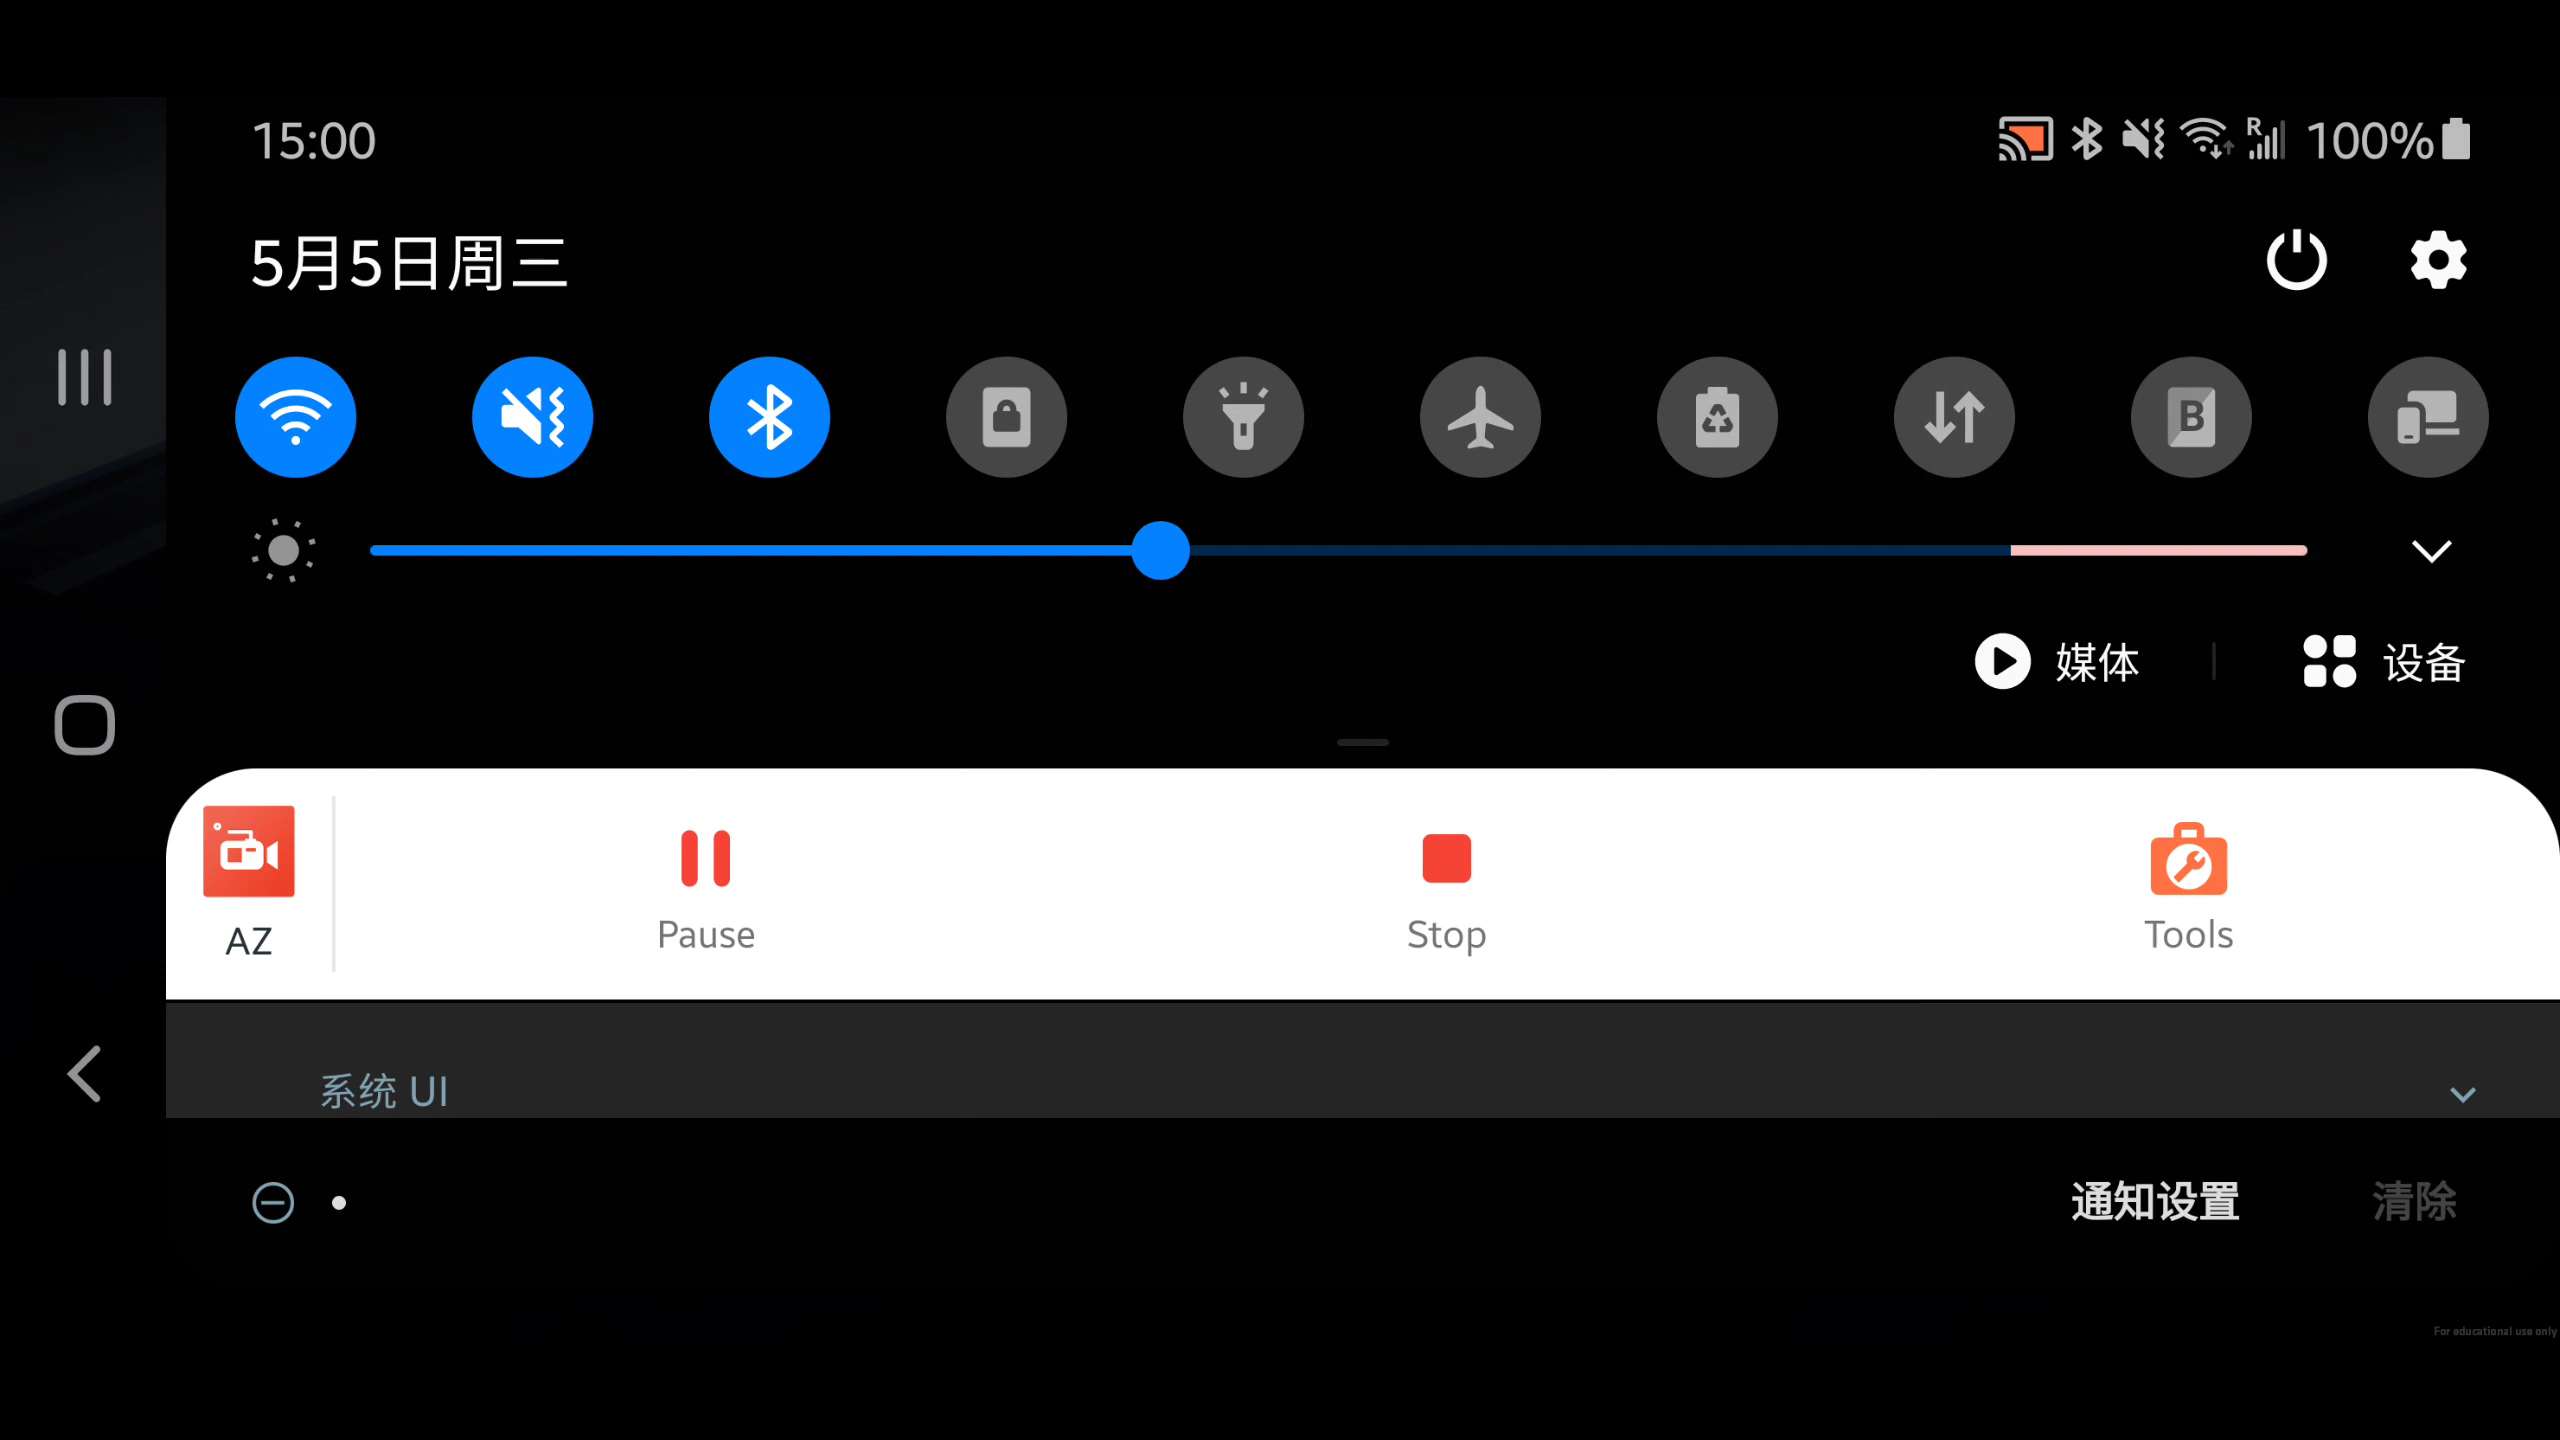 15:00
R
100%
5月5日周三
B
媒体
设备
AZ
Pause
Stop
Tools
系统 UI
通知设置
清除
For educational use only